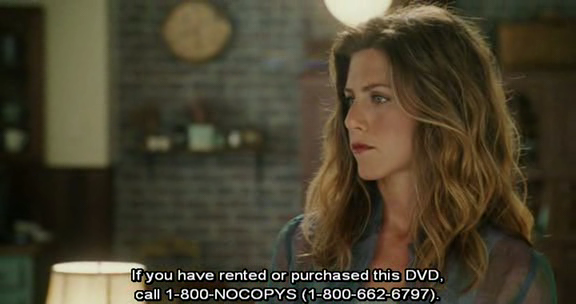 If you have rented or purchased this DVD,
call 1-800-NOCOPYS (1-800-662-6797).